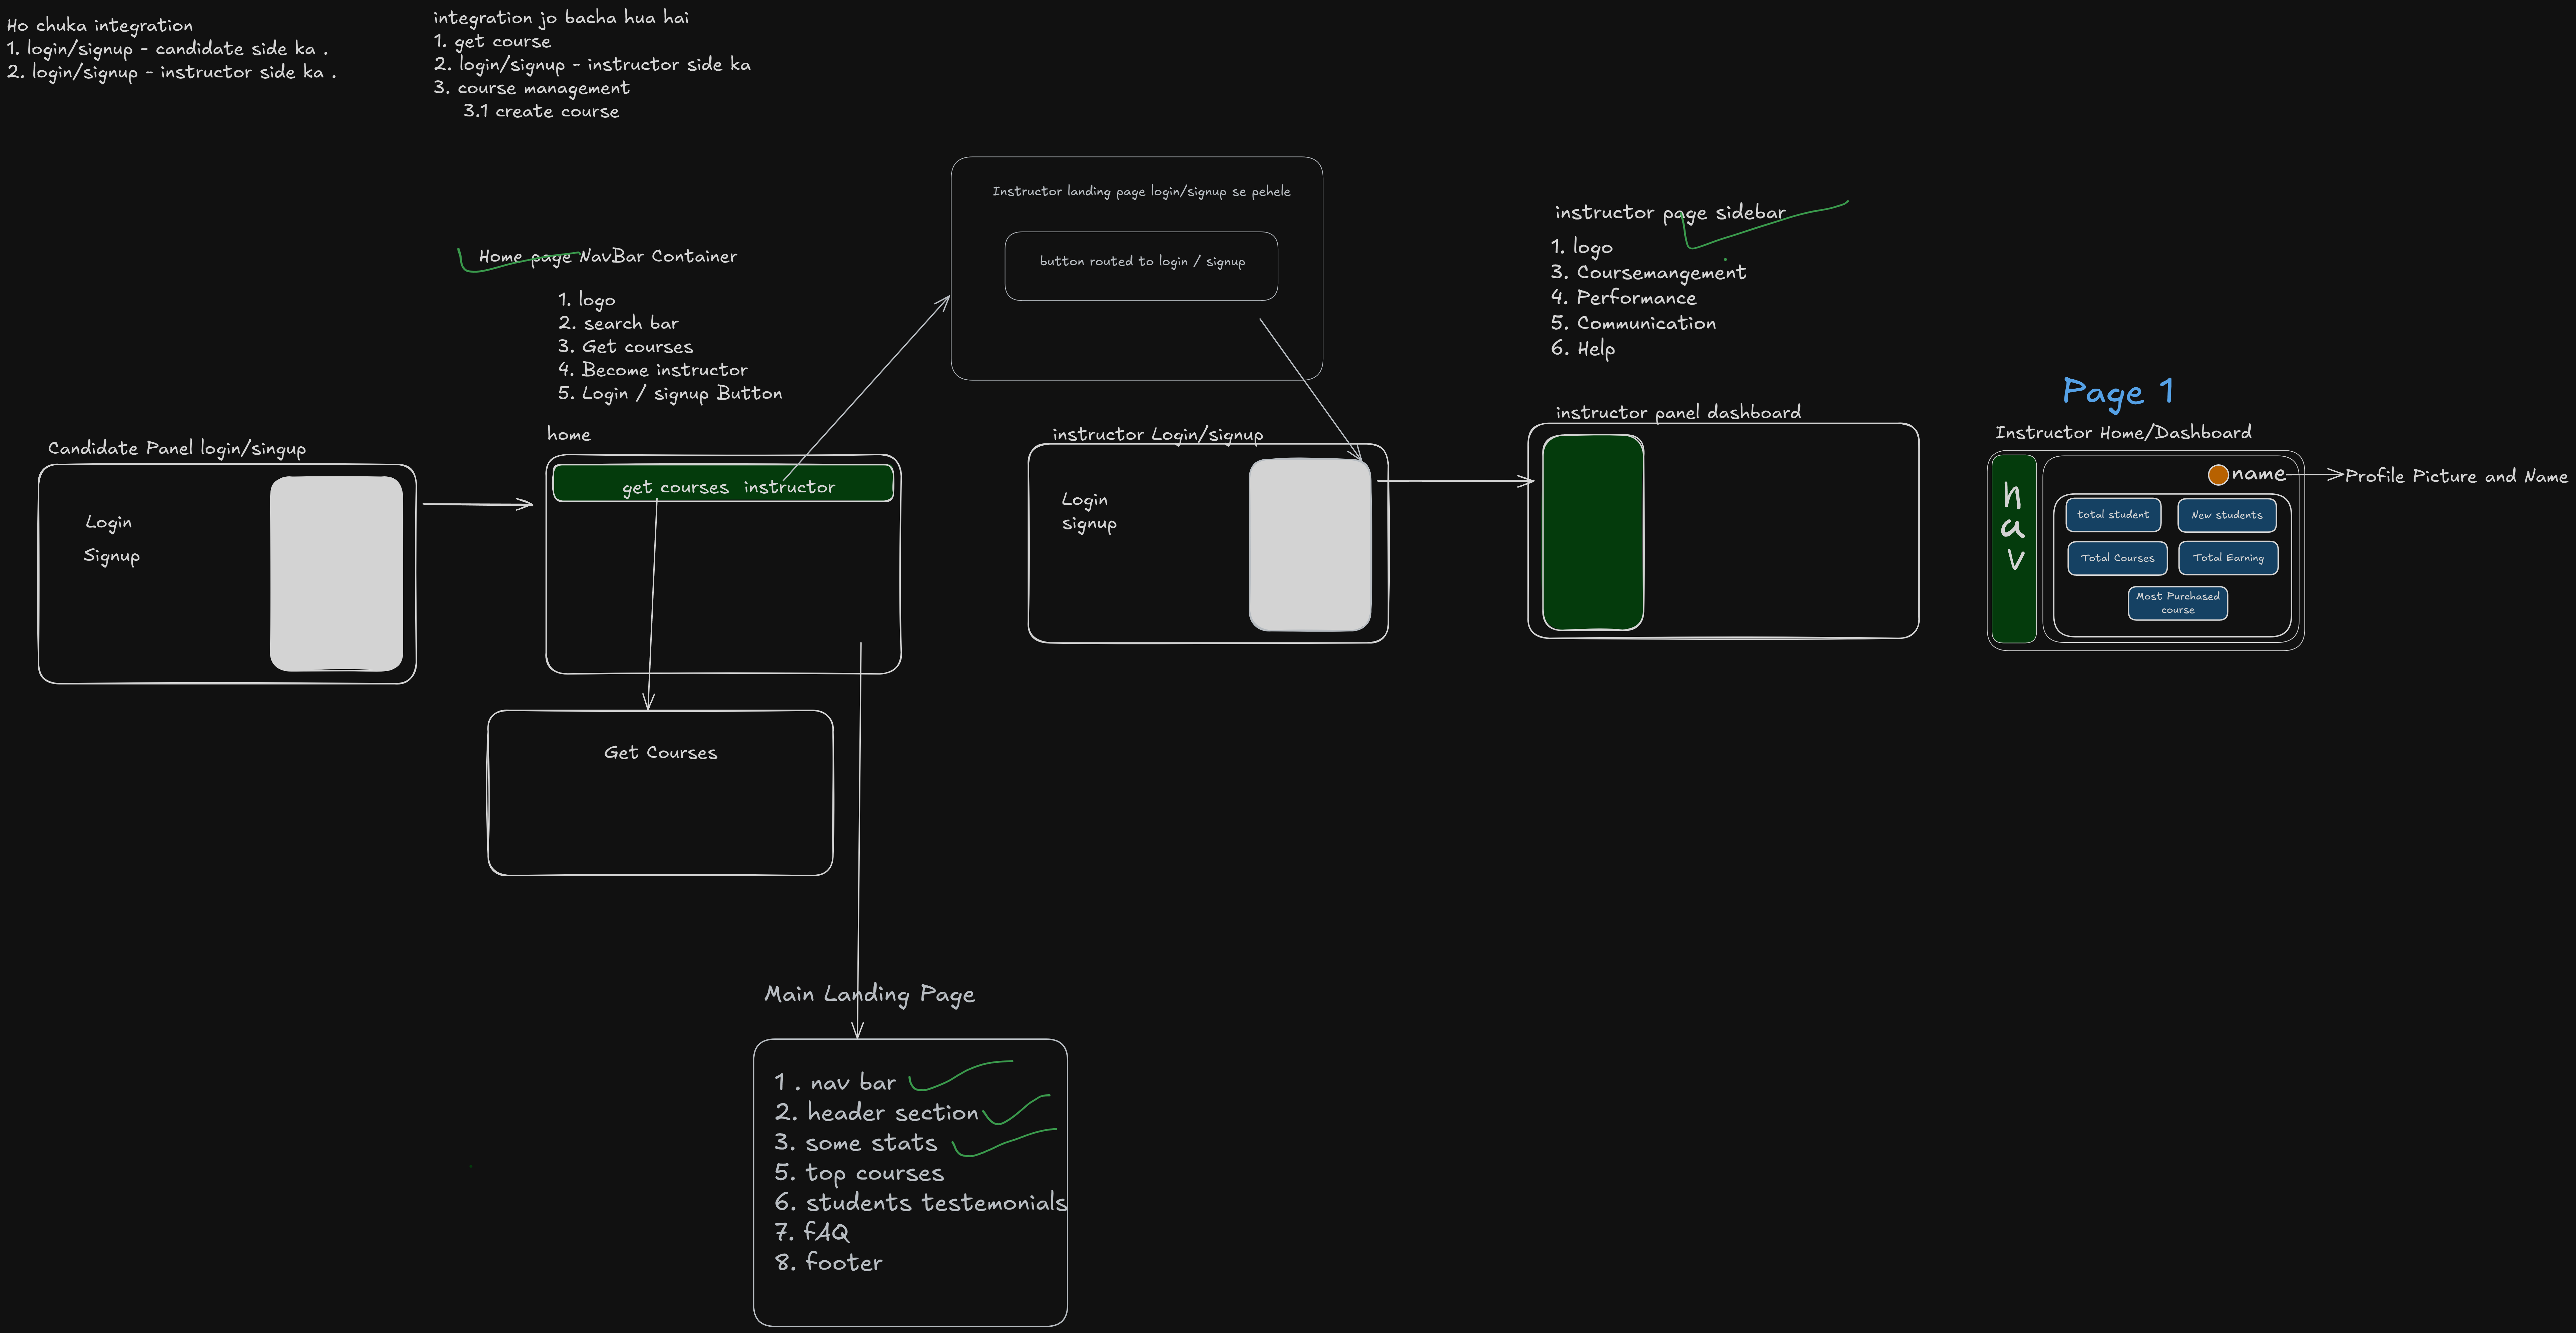 Ho chuka integration
1. login/signup - candidate side ka .
2. login/signup - instructor side ka .
integration jo bacha hua hai
1. get course
2. login/signup - instructor side ka
3. course management
3.1 create course
Instructor landing page login/signup se pehele
button routed to login / signup
Home page NavBar Container
1. logo
2. search bar
3. Get courses
4. Become instructor
5. Login / signup Button
instructor page sidebar
1. logo
3. Coursemangement
4. Performance
5. Communication
6. Help
Candidate Panel login/singup
Login
Signup
home
get courses instructor
Get Courses
instructor Login/signup
Login
signup
instructor panel dashboard
Page 1
Instructor Home/Dashboard
h
a
v
name
Profile Picture and Name
total student
New students
Total Courses
Total Earning
Most Purchased
course
Main Landing Page
1 . nav bar
2. header section
3. some stats
5. top courses
6. students testemonials
7. fAQ
8. footer